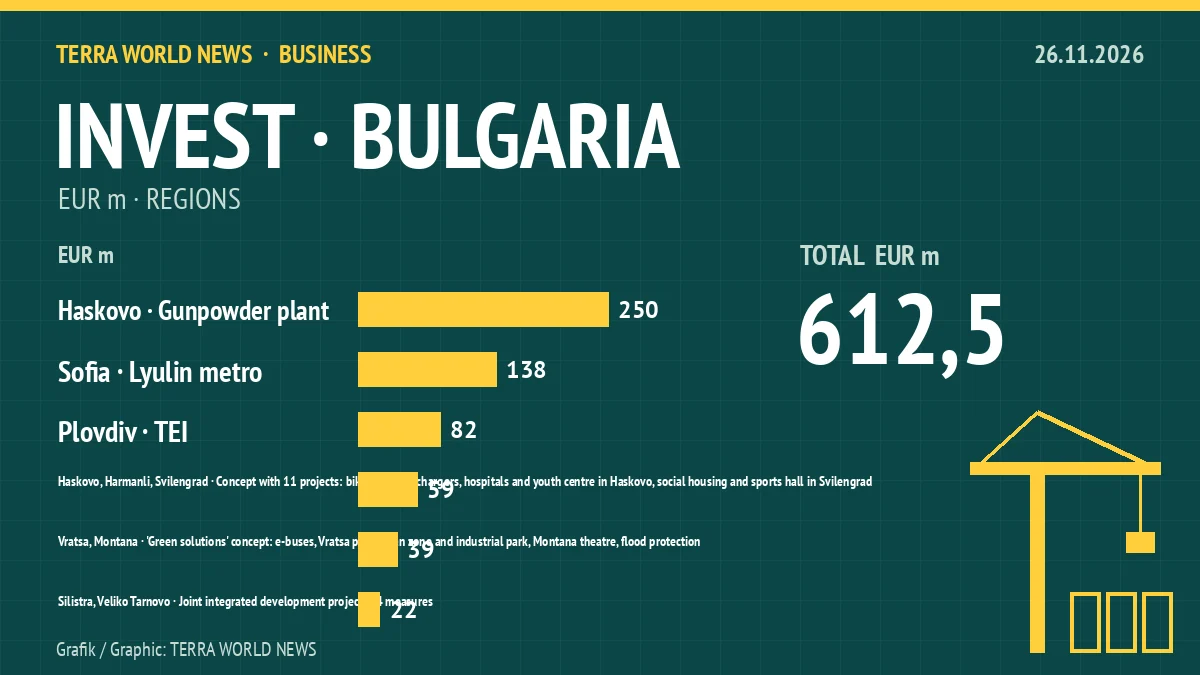 TERRA WORLD NEWS · BUSINESS
26.11.2026
INVEST · BULGARIA
EUR m · REGIONS
EUR m
TOTAL EUR m
612,5
Haskovo · Gunpowder plant 250
Sofia · Lyulin metro 138
Plovdiv · TEI 82
Haskovo, Harmanli, Svilengrad · Concept with 11 projects: hospitals and youth centre in Haskovo, social housing and sports hall in Svilengrad
59
Vratsa, Montana · 'Green solutions' concept: e-buses, Vratsa and industrial park, Montana theatre, flood protection
39
Silistra, Veliko Tarnovo · Joint integrated development measures
22
Grafik / Graphic: TERRA WORLD NEWS